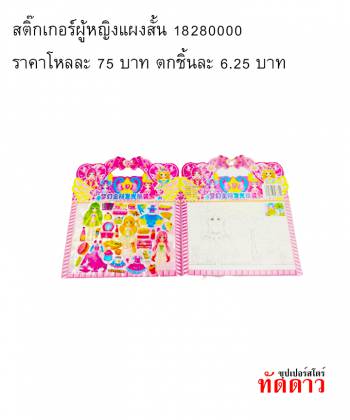 สติ๊กเกอร์ผู้หญิงแผงสั้น 18280000
ราคาโหลละ 75 บาท ตกชิ้นละ 6.25 บาท
ซุปเปอร์สโตร์
ทัดดาว